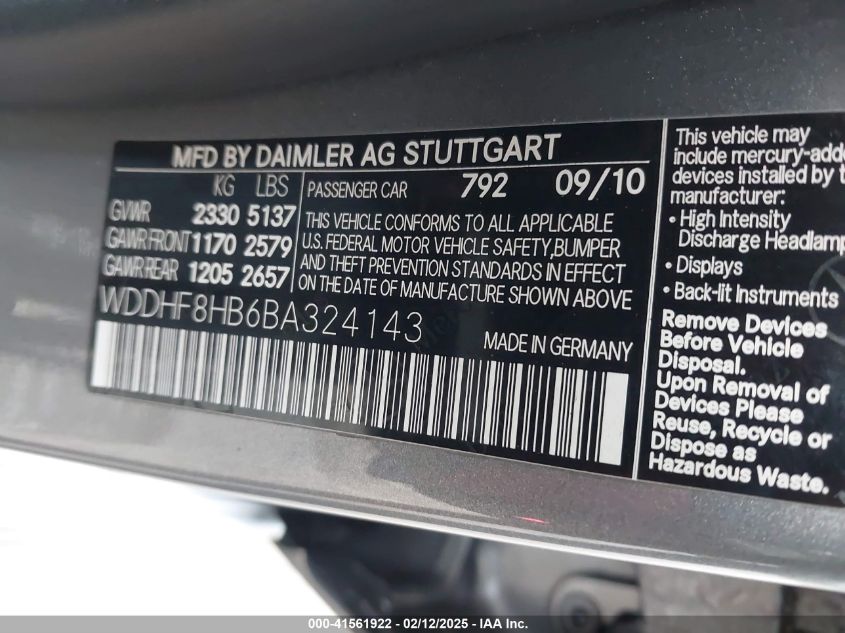 MFD BY DAIMLER AG STUTTGART
KG LBS
GVWR 2330 5137
GAWR FRONT 1170 2579
GAWR REAR 1205 2657
PASSENGER CAR 792 09/10
THIS VEHICLE CONFORMS TO ALL APPLICABLE
U.S. FEDERAL MOTOR VEHICLE SAFETY, BUMPER
AND THEFT PREVENTION STANDARDS IN EFFECT
ON THE DATE OF MANUFACTURE SHOWN ABOVE
WDDHF8HB6BA324143
MADE IN GERMANY
This vehicle may
include mercury-adde
devices installed by t
manufacturer:
• High Intensity
Discharge Headlamp
• Displays
• Back-lit Instruments
Remove Devices
Before Vehicle
Disposal.
Upon Removal of
Devices Please
Reuse, Recycle or
Dispose as
Hazardous Waste.
000-41561922 - 02/12/2025 - IAA Inc.